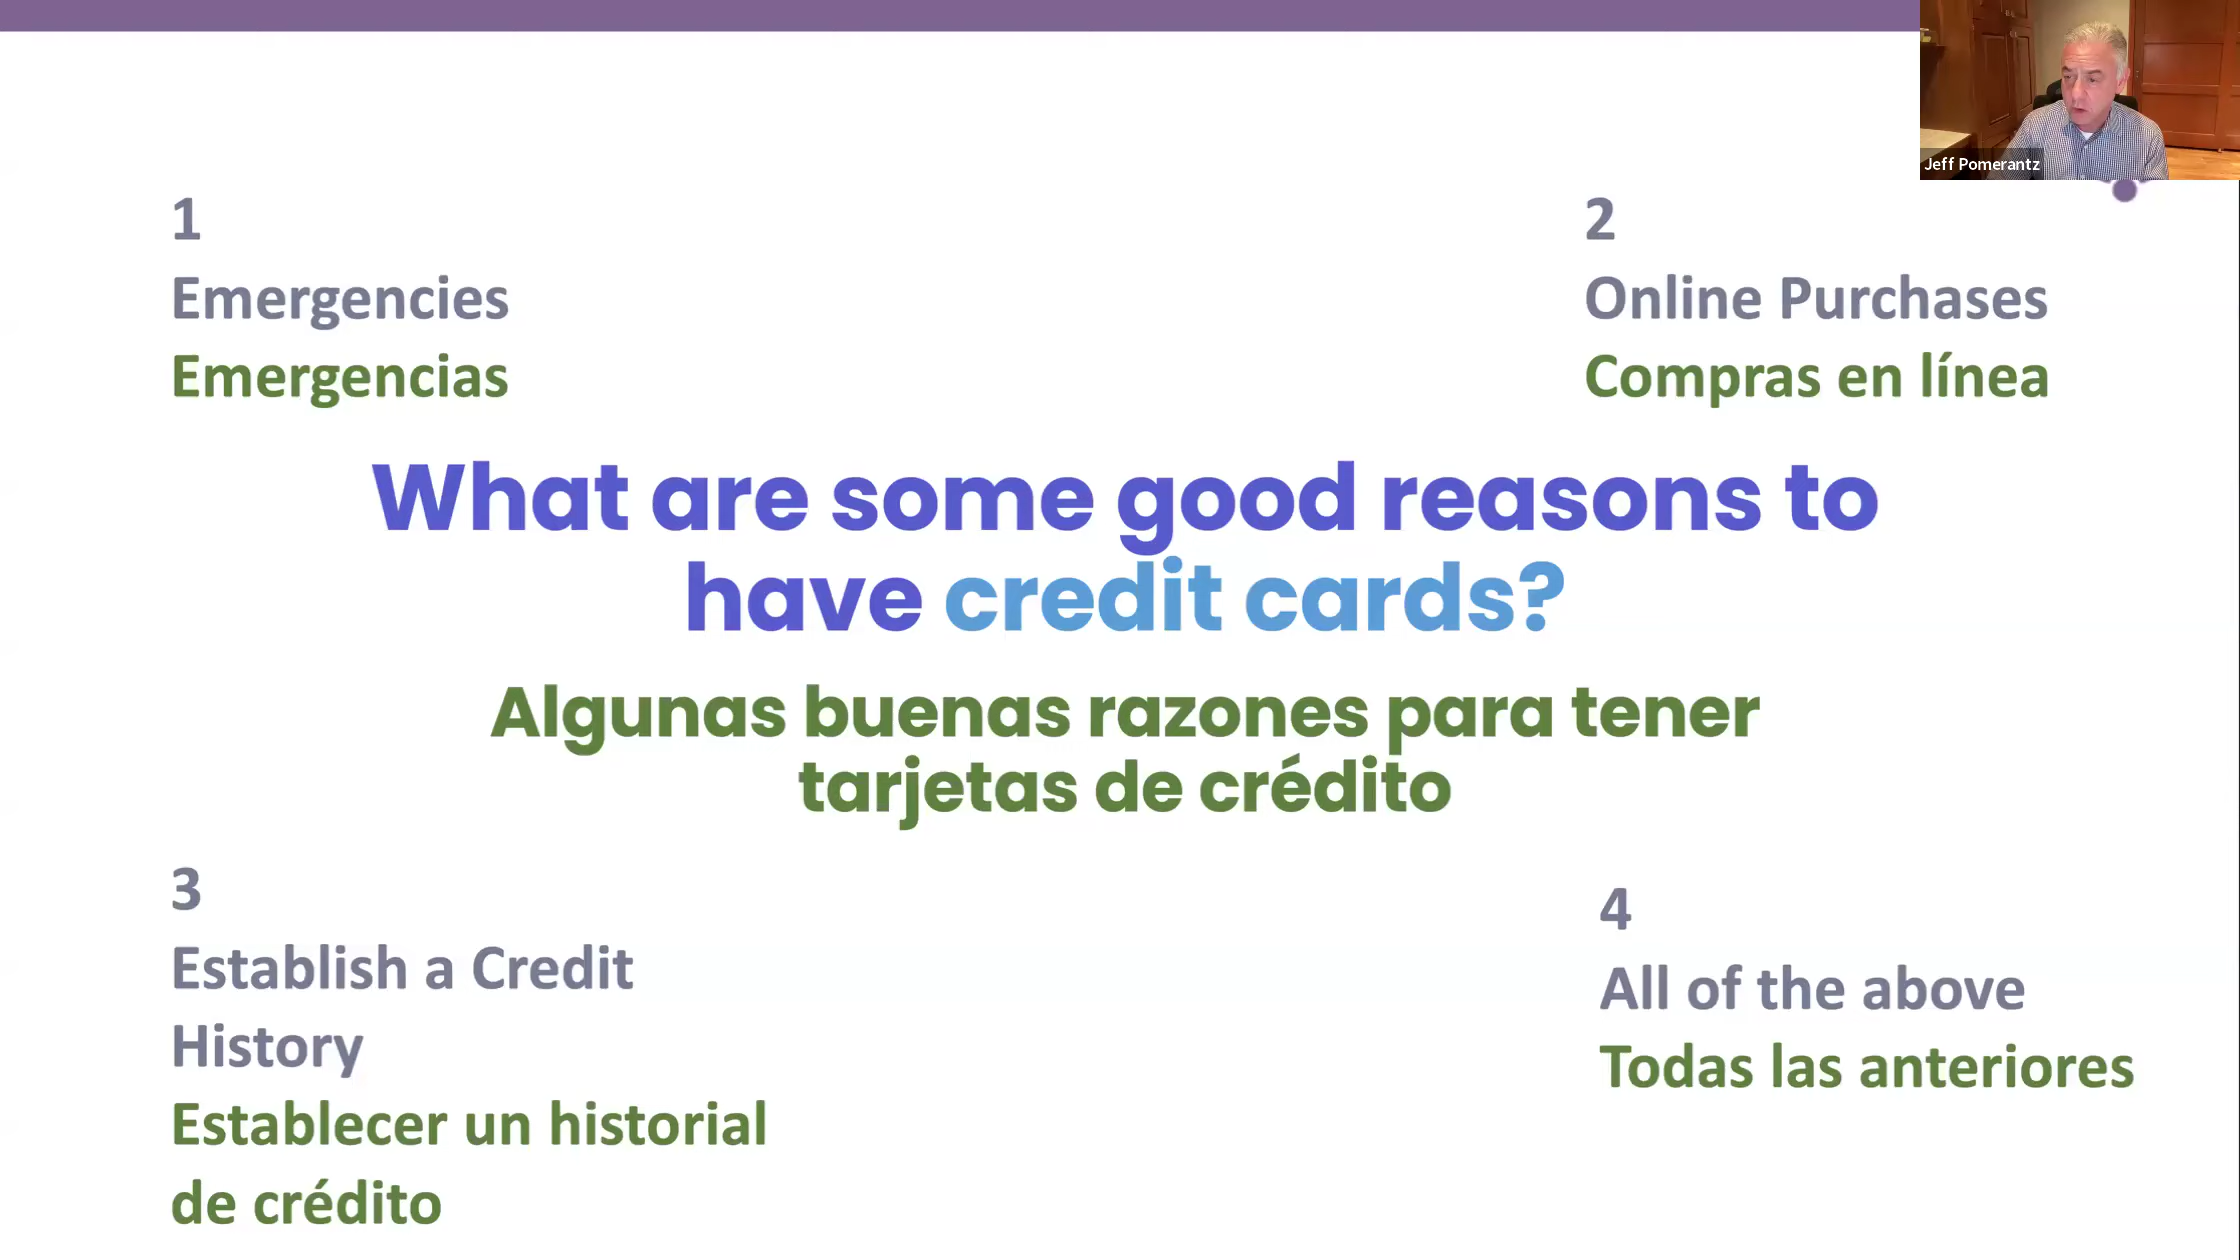 Jeff Pomerantz
1
Emergencies
Emergencias
2
Online Purchases
Compras en línea
What are some good reasons to
have credit cards?
Algunas buenas razones para tener
tarjetas de crédito
3
Establish a Credit
History
Establecer un historial
de crédito
4
All of the above
Todas las anteriores